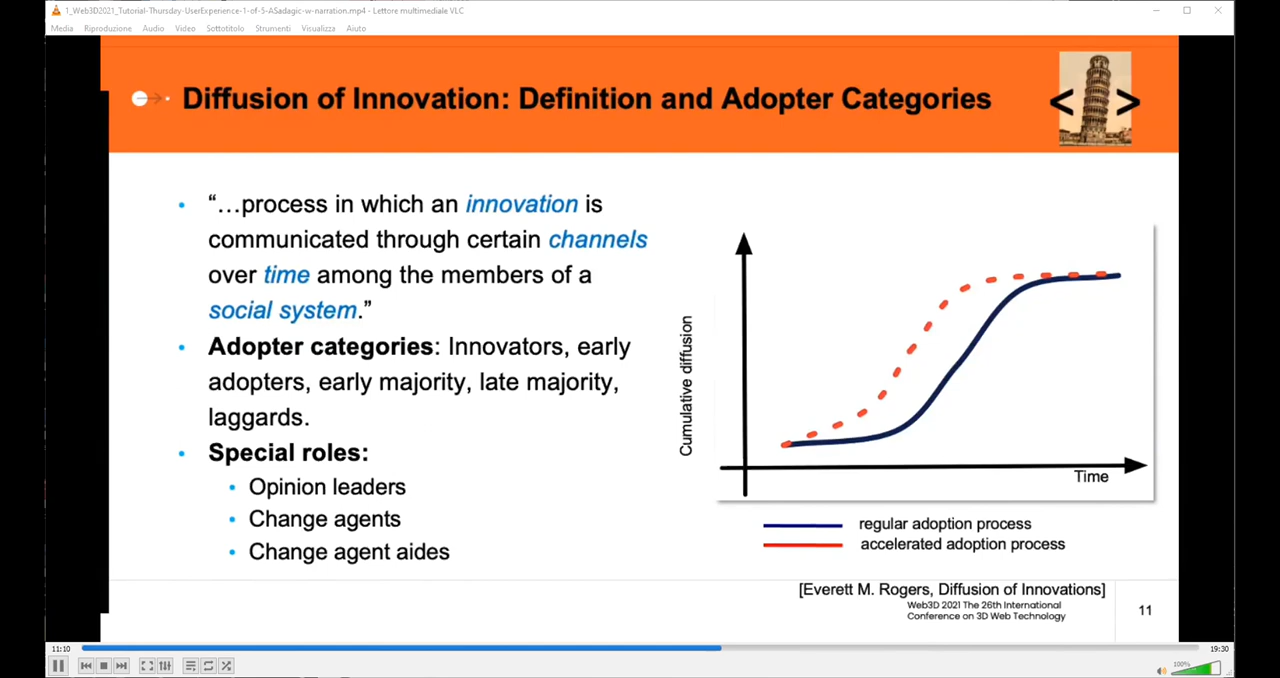 1_Web3D2021_Tutorial-Thursday-UserExperience-1-of-5-ASadagic-w-narration.mp4 - Lettore multimediale VLC
Media Riproduzione Audio Video Sottotitolo Strumenti Visualizza Aiuto
Diffusion of Innovation: Definition and Adopter Categories
< >
• “…process in which an innovation is
communicated through certain channels
over time among the members of a
social system.”
• Adopter categories: Innovators, early
adopters, early majority, late majority,
laggards.
• Special roles:
• Opinion leaders
• Change agents
• Change agent aides
Cumulative diffusion
Time
regular adoption process
accelerated adoption process
[Everett M. Rogers, Diffusion of Innovations]
Web3D 2021 The 26th International
Conference on 3D Web Technology
11
11:10
19:30
100%